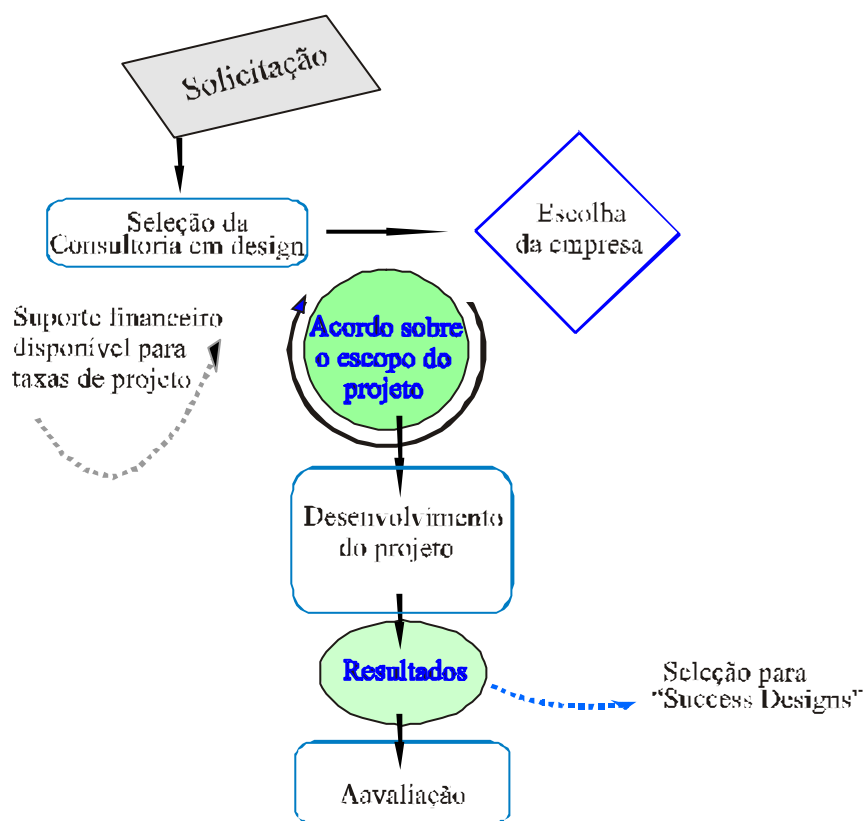 Solicitação
Seleção da
Consultoria em design
Escolha
da empresa
Suporte financeiro
disponível para
taxas de projeto
Acordo sobre
o escopo do
projeto
Desenvolvimento
do projeto
Resultados
Seleção para
“Success Designs”
Aavaliação